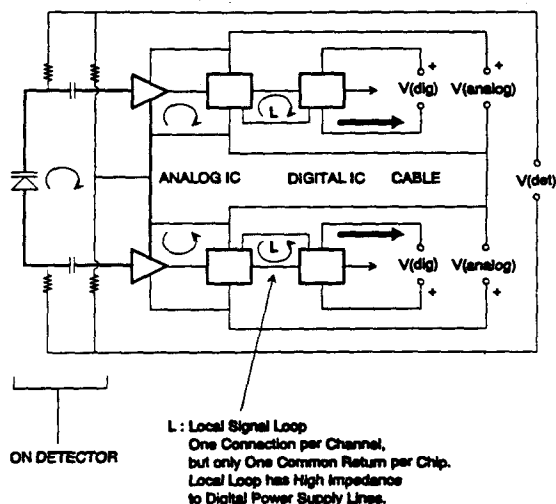 +
+
V(dig)
V(analog)
L
ANALOG IC
DIGITAL IC
CABLE
V(det)
L
V(dig)
V(analog)
+
+
L : Local Signal Loop
One Connection per Channel,
but only One Common Return per Chip.
Local Loop has High Impedance
to Digital Power Supply Lines.
ON DETECTOR